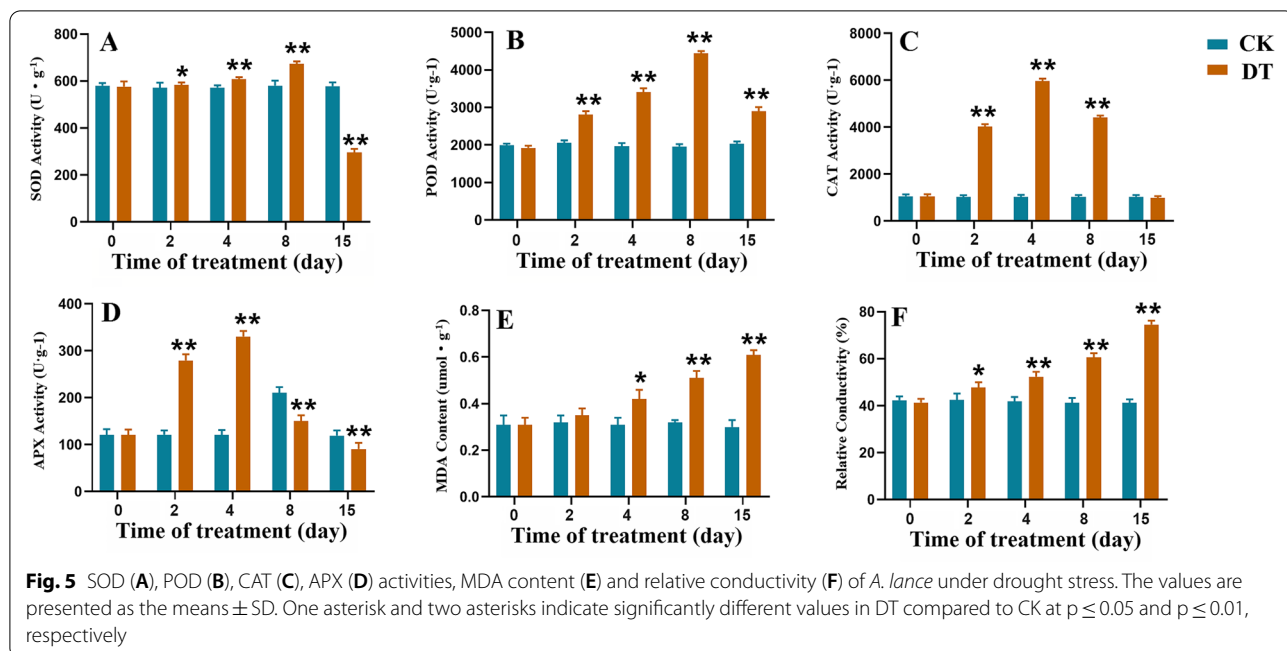 A
SOD Activity (U • g-1)
800
600
400
200
0
*
**
**
**
0 2 4 8 15
Time of treatment (day)
B
POD Activity (U·g-1)
5000
4000
3000
2000
1000
0
**
**
**
**
0 2 4 8 15
Time of treatment (day)
C
CAT Activity (U·g-1)
8000
6000
4000
2000
0
**
**
**
0 2 4 8 15
Time of treatment (day)
CK
DT
D
APX Activity (U·g-1)
400
300
200
100
0
**
**
**
**
0 2 4 8 15
Time of treatment (day)
E
MDA Content (umol • g-1)
0.8
0.6
0.4
0.2
0.0
*
**
**
0 2 4 8 15
Time of treatment (day)
F
Relative Conductivity (%)
80
60
40
20
0
*
**
**
**
0 2 4 8 15
Time of treatment (day)
Fig. 5 SOD (A), POD (B), CAT (C), APX (D) activities, MDA content (E) and relative conductivity (F) of A. lance under drought stress. The values are
presented as the means ± SD. One asterisk and two asterisks indicate significantly different values in DT compared to CK at p ≤ 0.05 and p ≤ 0.01,
respectively